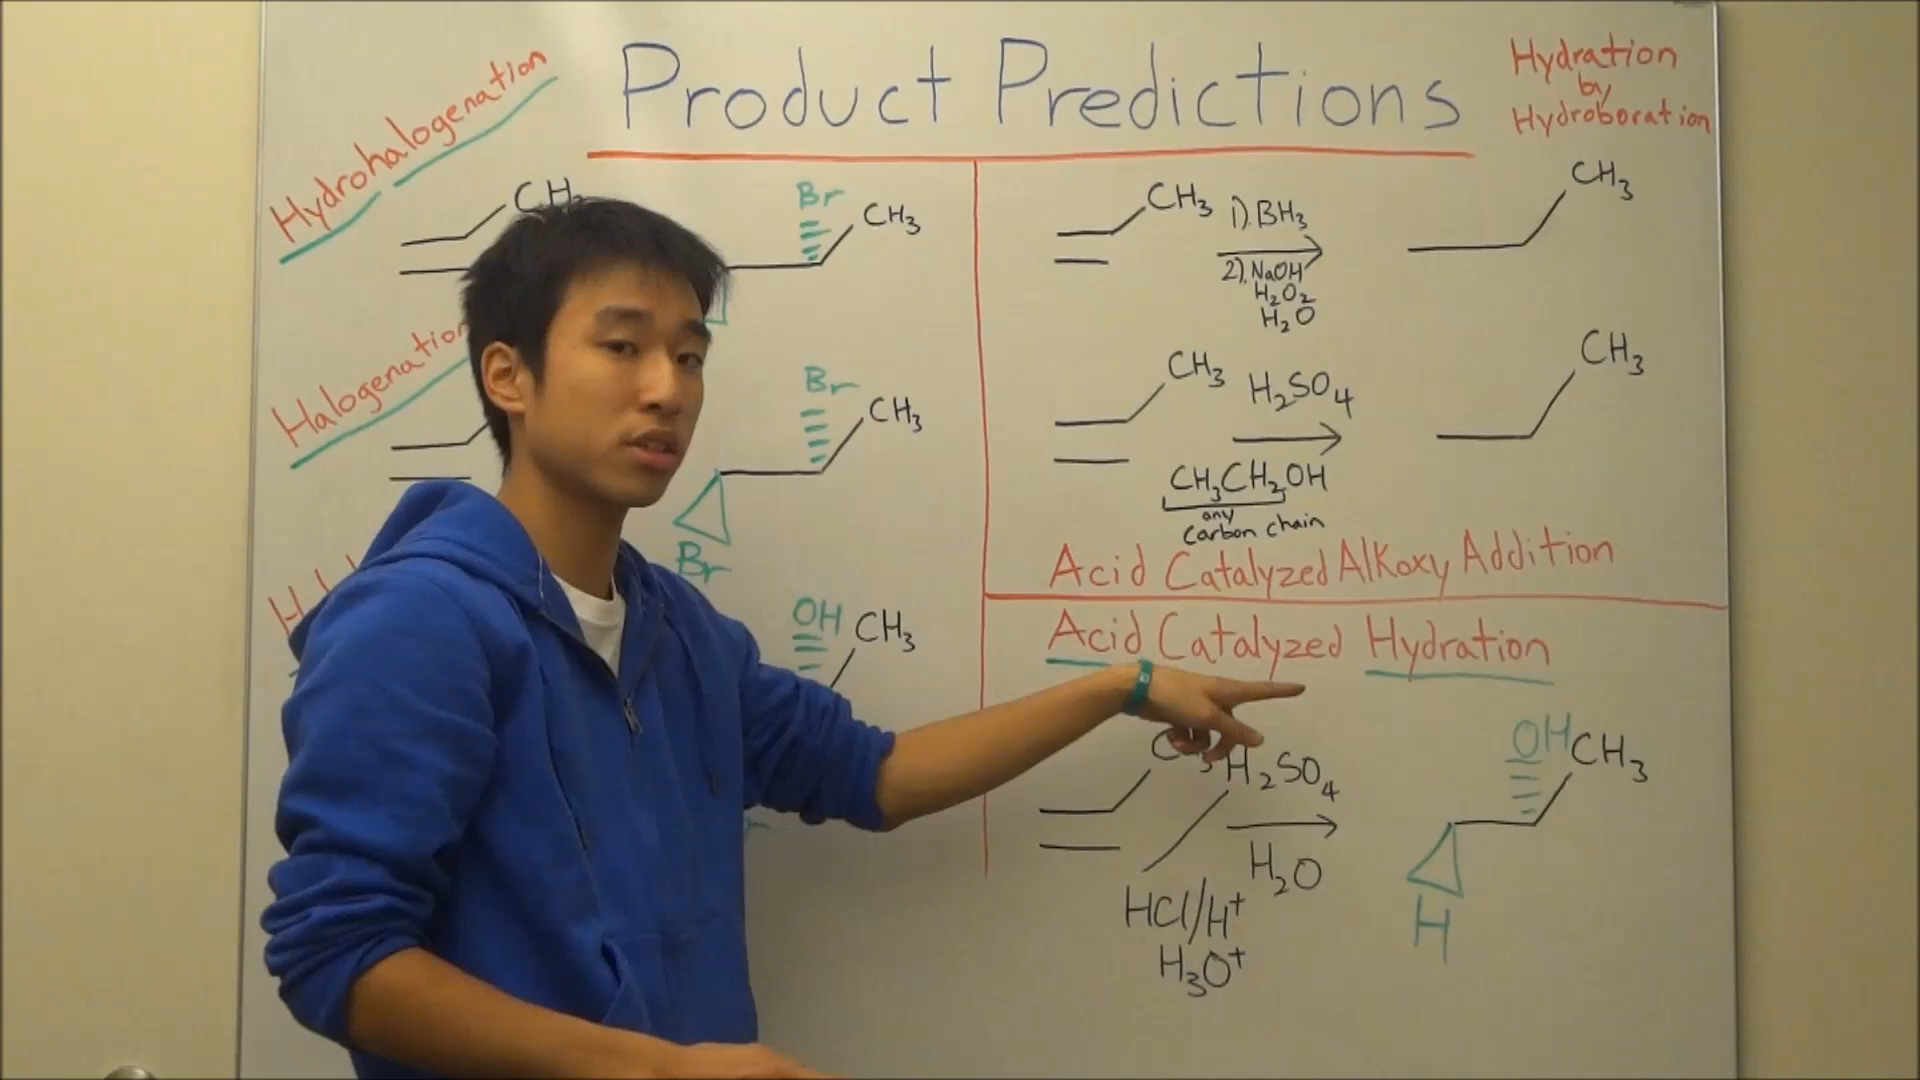 Product Predictions
Hydrohalogenation
Br
CH₃
Halogenation
Br
CH₃
Br
OH
CH₃
Hydration
by
Hydroboration
CH₃
1). BH₃
2). NaOH
H₂O₂
H₂O
CH₃
CH₃
H₂SO₄
CH₃CH₂OH
any
Carbon chain
CH₃
Acid Catalyzed Alkoxy Addition
Acid Catalyzed Hydration
H₂SO₄
H₂O
HCl/H⁺
H₃O⁺
OH
CH₃
H